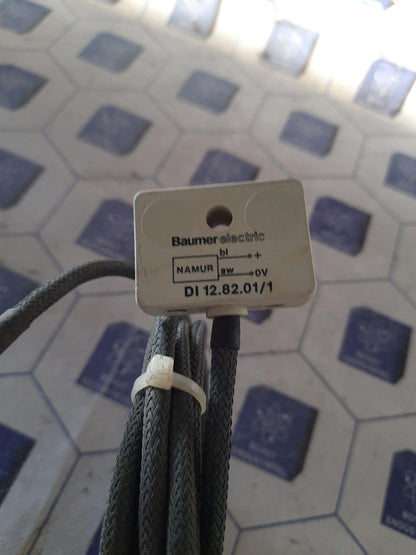 Baumer electric
bl +
NAMUR
sw 0V
DI 12.82.01/1